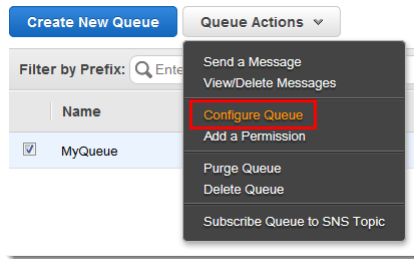 Create New Queue
Queue Actions
Filter by Prefix: Ente
Send a Message
View/Delete Messages
Name
Configure Queue
Add a Permission
MyQueue
Purge Queue
Delete Queue
Subscribe Queue to SNS Topic